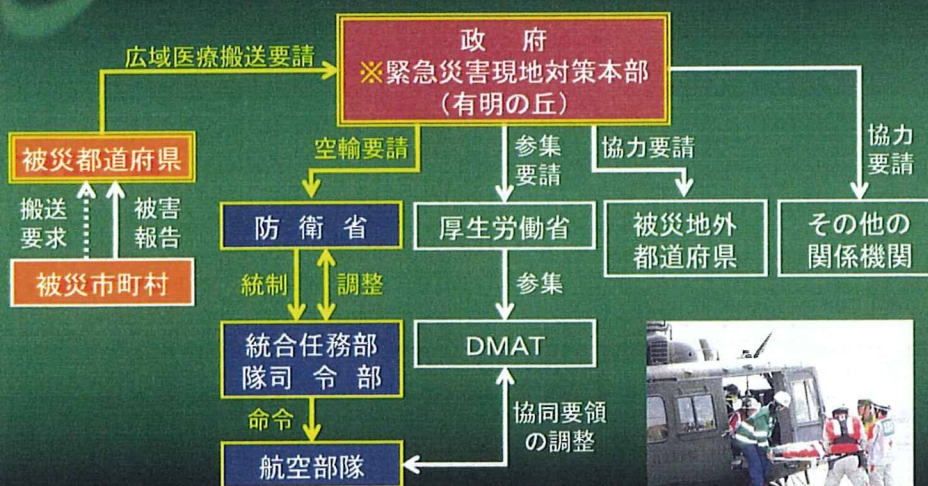 政　府
※緊急災害現地対策本部
（有明の丘）
広域医療搬送要請
被災都道府県
搬送
要求
被害
報告
被災市町村
空輸要請
参集
要請
協力要請
協力
要請
防 衛 省
厚生労働省
被災地外
都道府県
その他の
関係機関
統制
調整
参集
統合任務部
隊司 令 部
DMAT
命令
協同要領
の調整
航空部隊